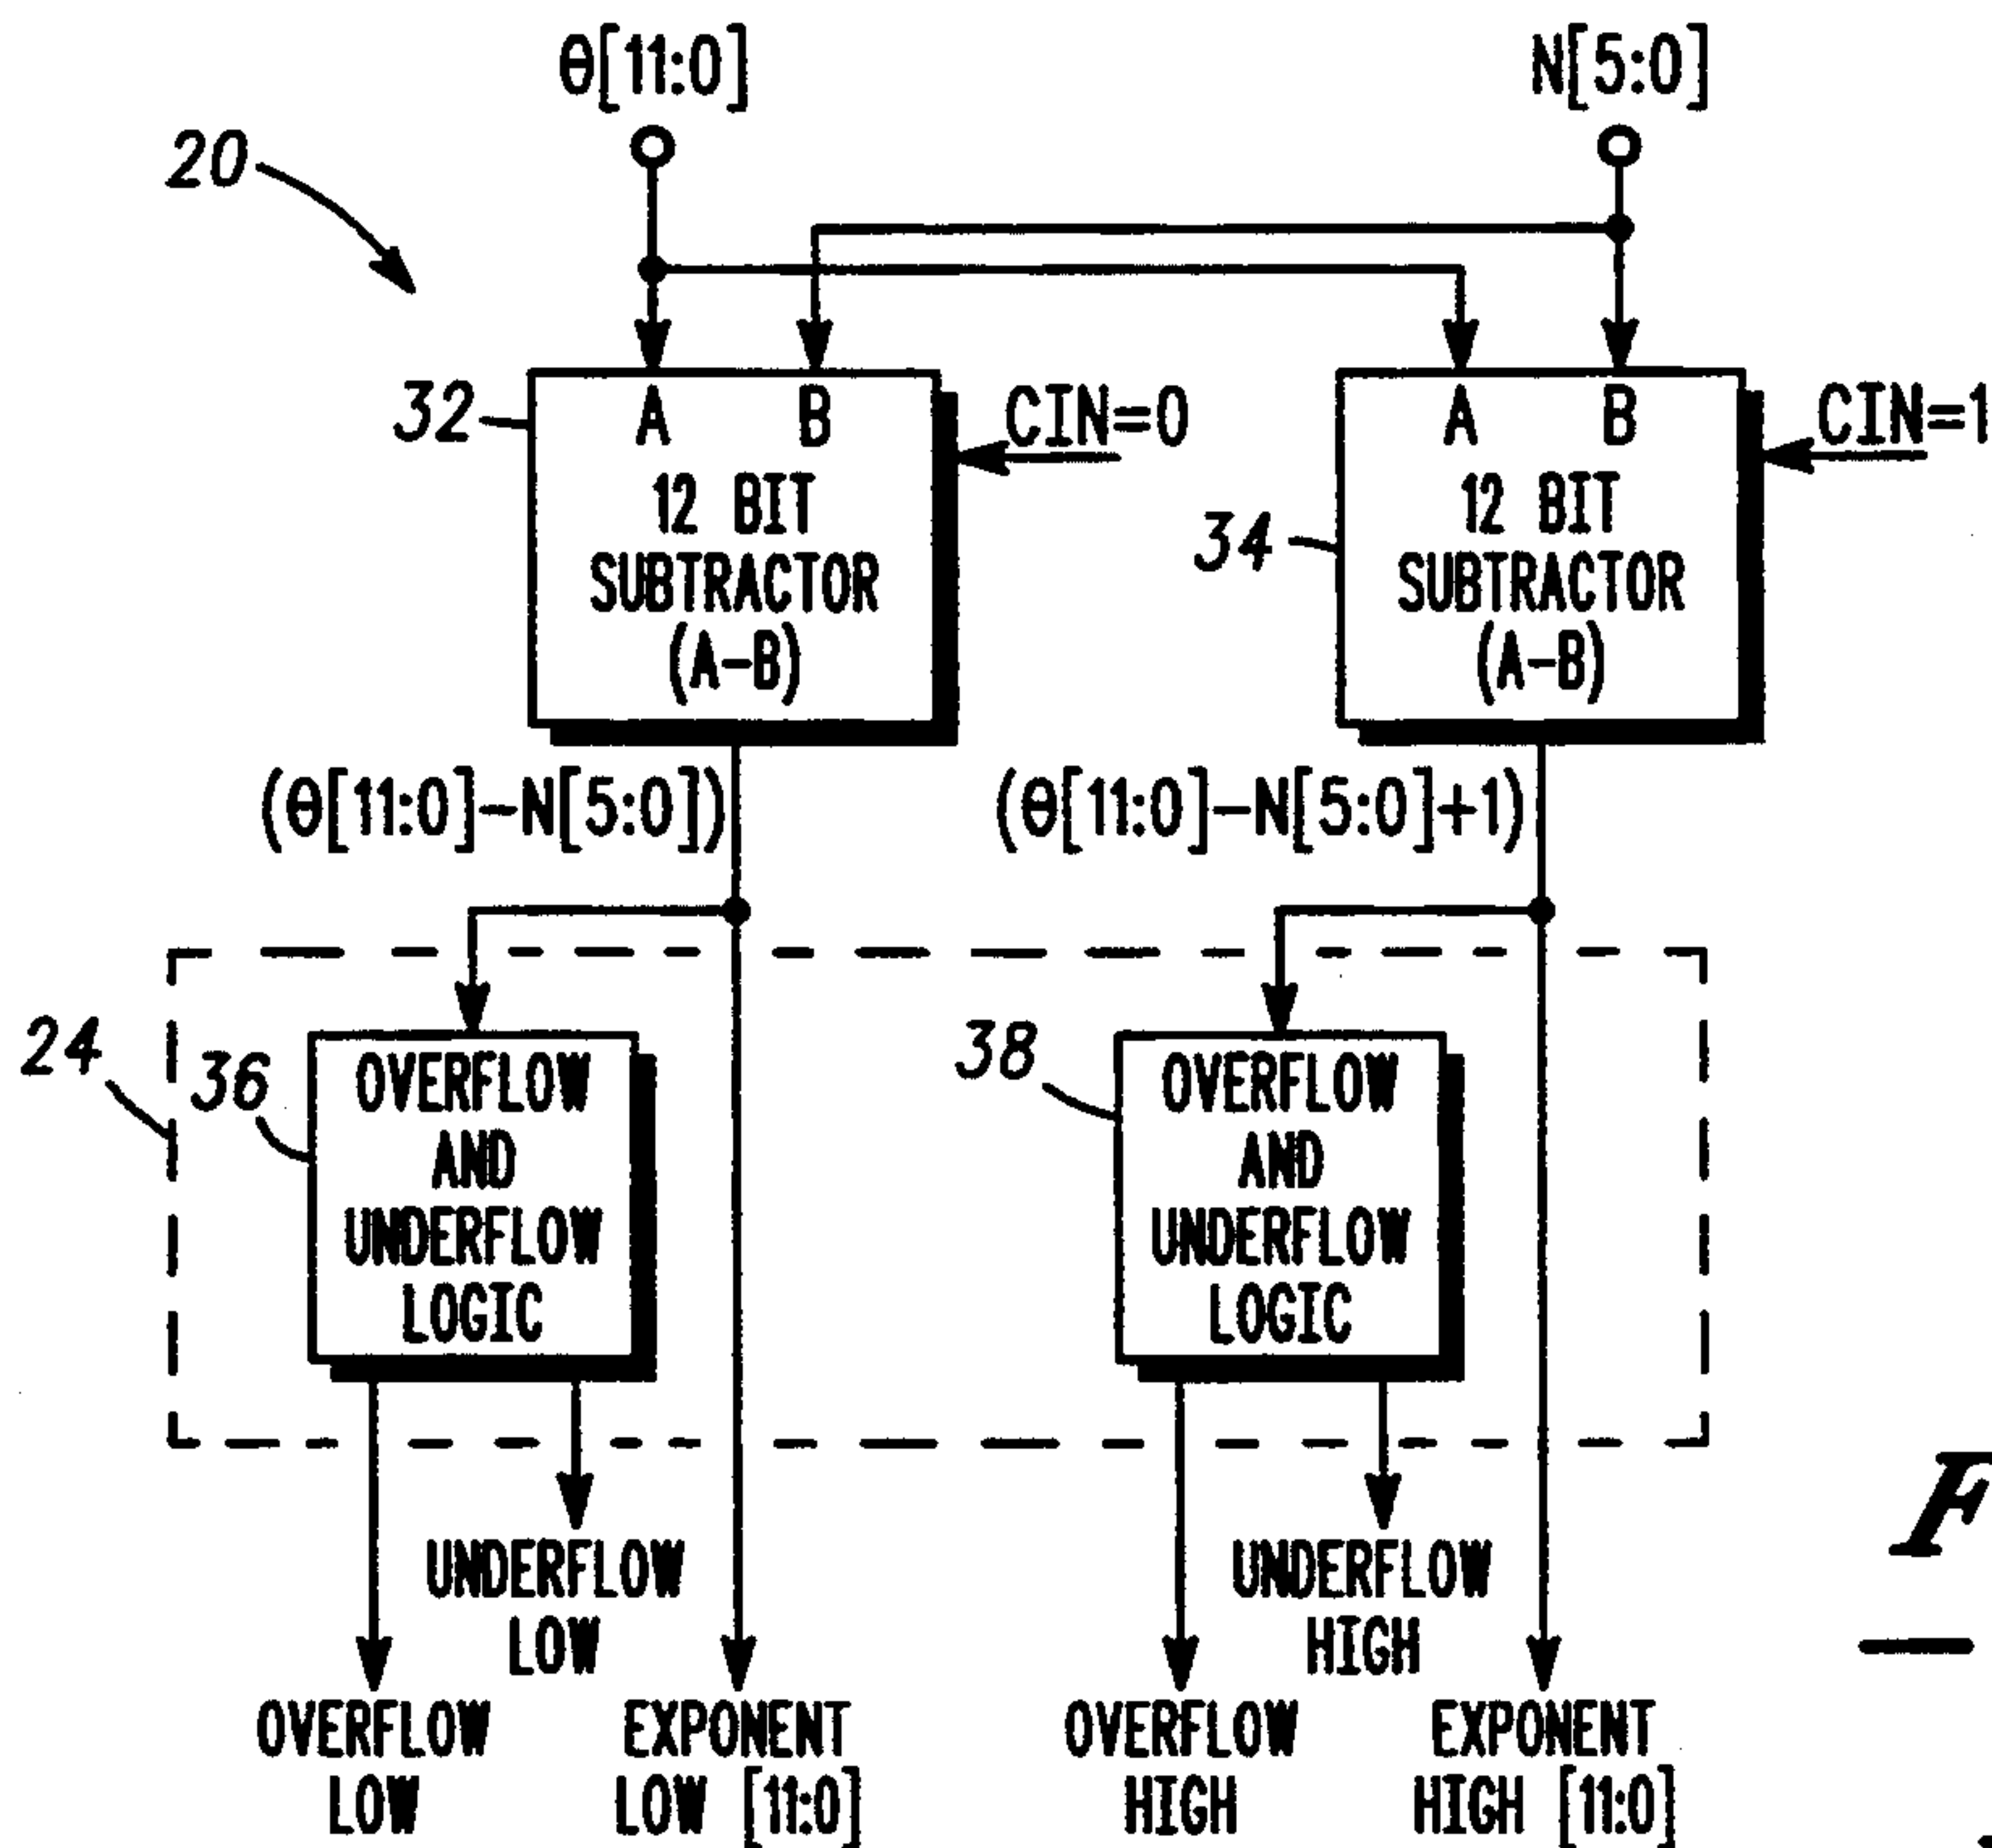 θ[11:0]
N[5:0]
20
A B
CIN=0
32
12 BIT
SUBTRACTOR
(A-B)
A B
CIN=1
34
12 BIT
SUBTRACTOR
(A-B)
(θ[11:0]-N[5:0])
(θ[11:0]-N[5:0]+1)
24
36
OVERFLOW
AND
UNDERFLOW
LOGIC
38
OVERFLOW
AND
UNDERFLOW
LOGIC
UNDERFLOW
LOW
UNDERFLOW
HIGH
F
OVERFLOW
LOW
EXPONENT
LOW [11:0]
OVERFLOW
HIGH
EXPONENT
HIGH [11:0]